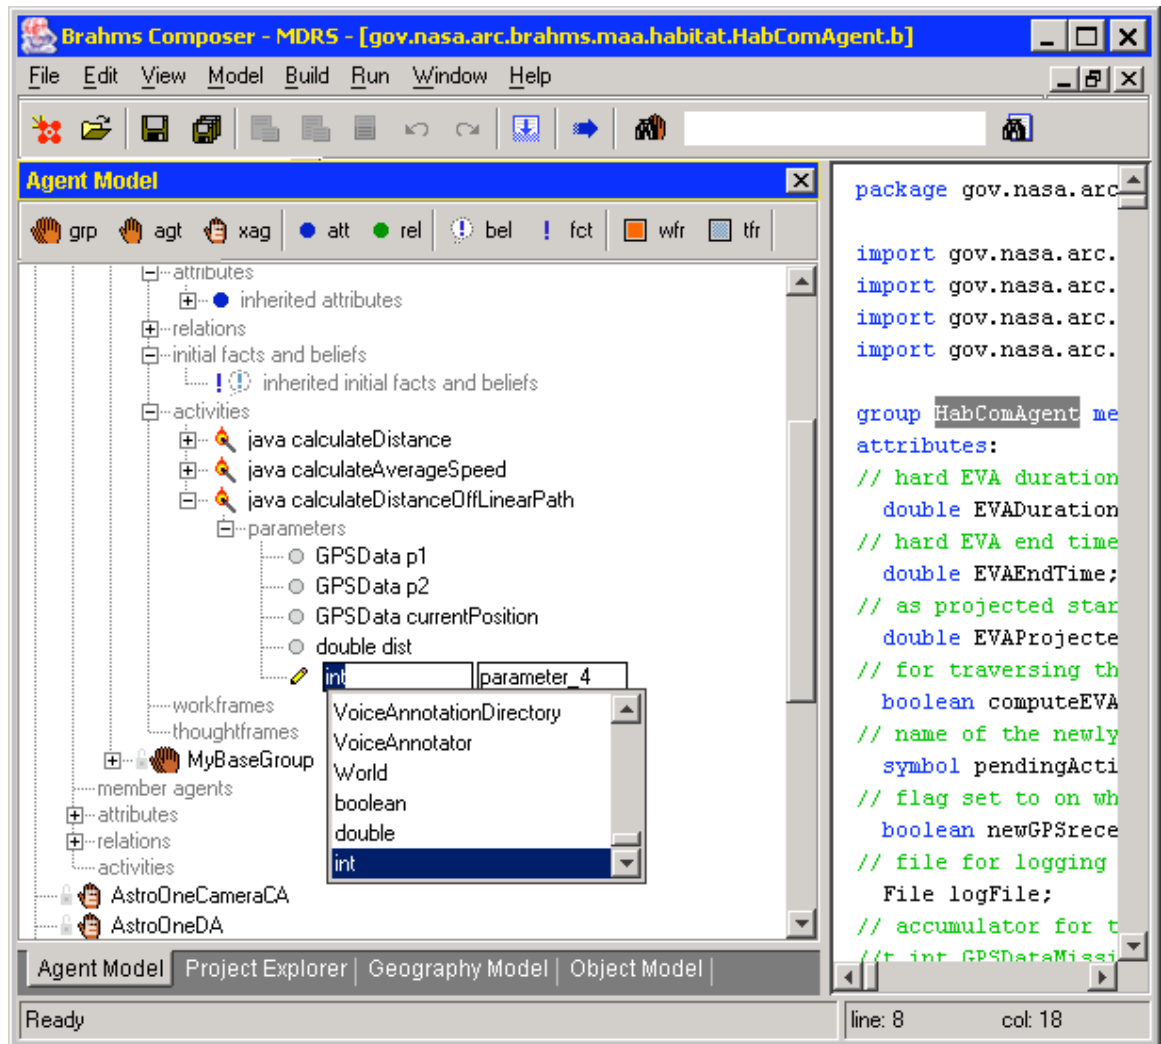 Brahms Composer - MDRS - [gov.nasa.arc.brahms.maa.habitat.HabComAgent.b]
File Edit View Model Build Run Window Help
Agent Model
grp agt xag att rel bel fct wfr tfr
attributes
inherited attributes
relations
initial facts and beliefs
inherited initial facts and beliefs
activities
java calculateDistance
java calculateAverageSpeed
java calculateDistanceOffLinearPath
parameters
GPSData p1
GPSData p2
GPSData currentPosition
double dist
int parameter_4
VoiceAnnotationDirectory
VoiceAnnotator
World
boolean
double
int
workframes
thoughtframes
MyBaseGroup
member agents
attributes
relations
activities
AstroOneCameraCA
AstroOneDA
Agent Model Project Explorer Geography Model Object Model
package gov.nasa.arc
import gov.nasa.arc.
import gov.nasa.arc.
import gov.nasa.arc.
import gov.nasa.arc.
group HabComAgent me
attributes:
// hard EVA duration
double EVADuration
// hard EVA end time
double EVAEndTime;
// as projected star
double EVAProjecte
// for traversing th
boolean computeEVA
// name of the newly
symbol pendingActi
// flag set to on wh
boolean newGPSrece
// file for logging
File logFile;
// accumulator for t
//t int GPSDataMissi
Ready line: 8 col: 18